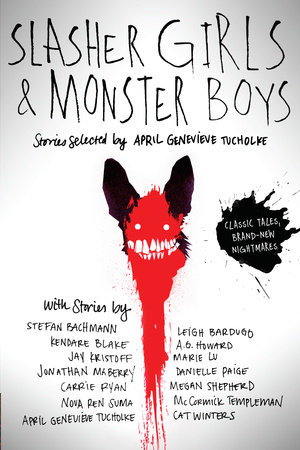 SLASHER GIRLS
& MONSTER BOYS
Stories selected by APRIL GENEVIEVE TUCHOLKE
CLASSIC TALES,
BRAND-NEW
NIGHTMARES.
with Stories by
STEFAN BACHMANN
KENDARE BLAKE
JAY KRISTOFF
JONATHAN MABERRY
CARRIE RYAN
NOVA REN SUMA
APRIL GENEVIEVE TUCHOLKE
LEIGH BARDUGO
A.G. HOWARD
MARIE LU
DANIELLE PAIGE
MEGAN SHEPHERD
McCORMICK TEMPLEMAN
CAT WINTERS